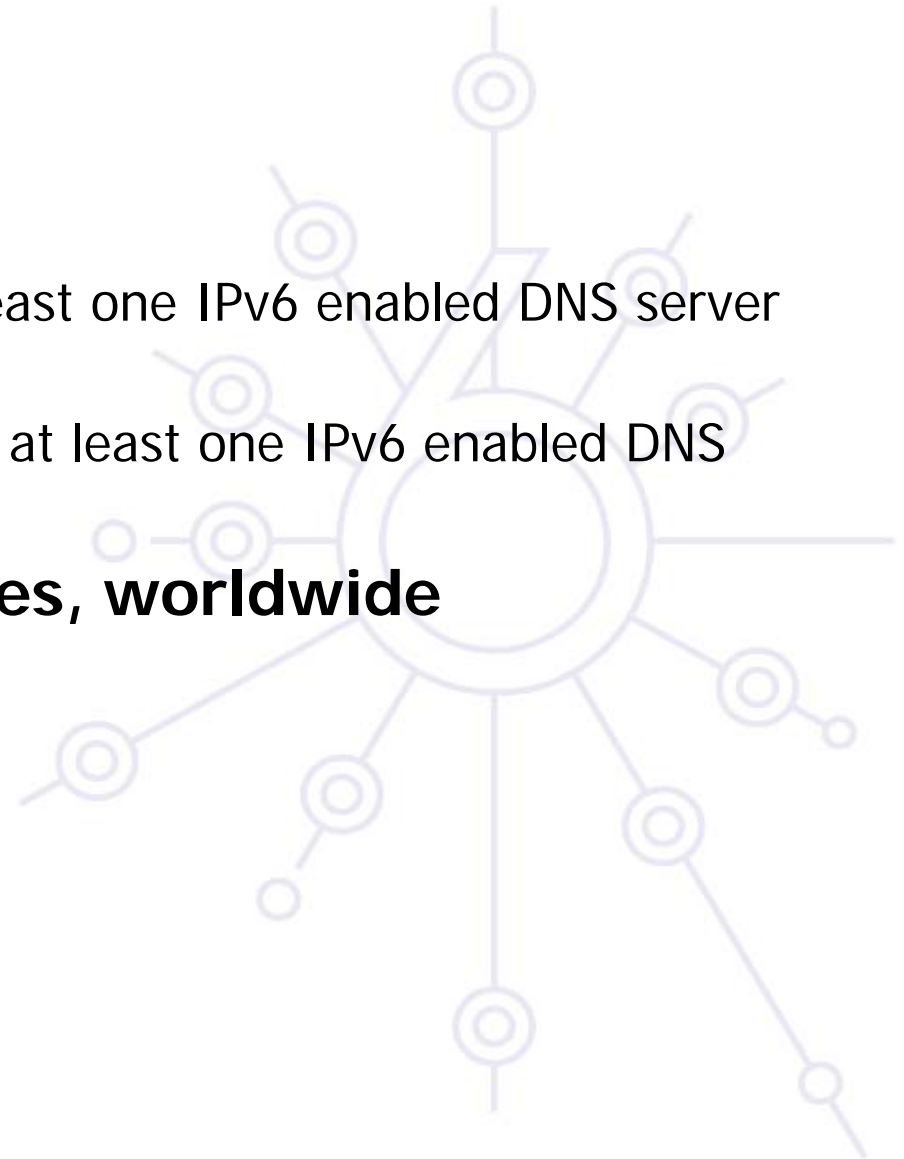 east one IPv6 enabled DNS server
at least one IPv6 enabled DNS
es, worldwide